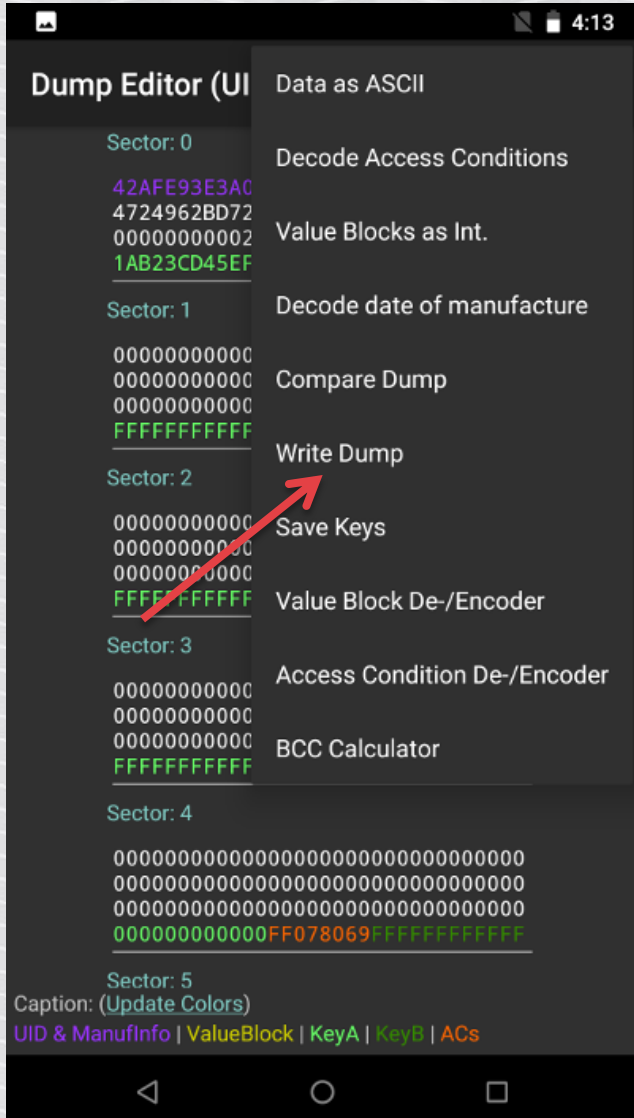 4:13
Dump Editor (UI
Data as ASCII
Decode Access Conditions
Value Blocks as Int.
Decode date of manufacture
Compare Dump
Write Dump
Save Keys
Value Block De-/Encoder
Access Condition De-/Encoder
BCC Calculator
Sector: 0
42AFE93E3A0
4724962BD72
00000000002
1AB23CD45EF
Sector: 1
00000000000
00000000000
00000000000
FFFFFFFFFFF
Sector: 2
00000000000
00000000000
00000000000
FFFFFFFFFFF
Sector: 3
00000000000
00000000000
00000000000
FFFFFFFFFFF
Sector: 4
00000000000000000000000000000000
00000000000000000000000000000000
00000000000000000000000000000000
000000000000FF078069FFFFFFFFFFFF
Sector: 5
Caption: (Update Colors)
UID & ManufInfo | ValueBlock | KeyA | KeyB | ACs